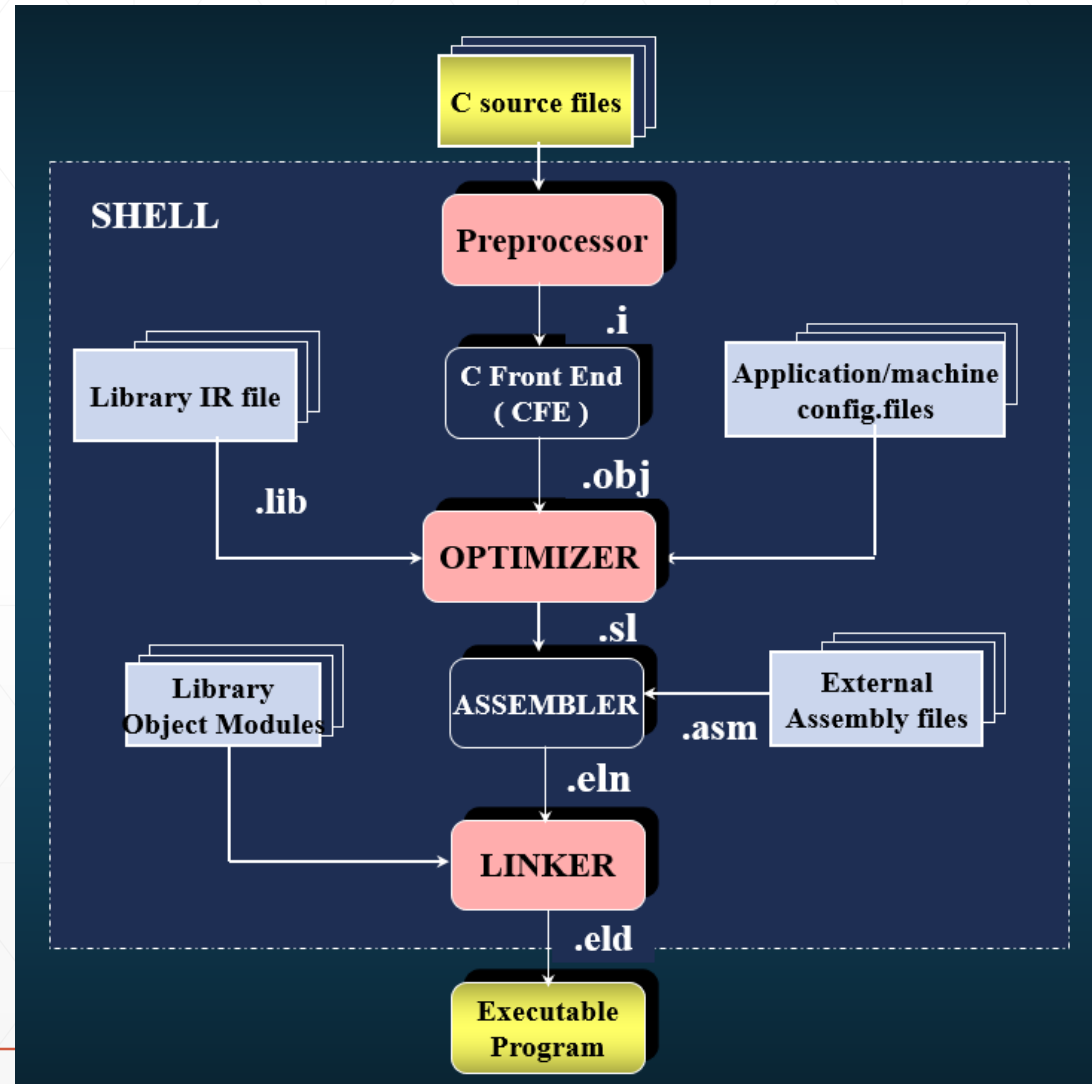 C source files
SHELL
Preprocessor
.i
Library IR file
C Front End
( CFE )
Application/machine
config.files
.obj
.lib
OPTIMIZER
.sl
Library
Object Modules
ASSEMBLER
External
Assembly files
.asm
.eln
LINKER
.eld
Executable
Program